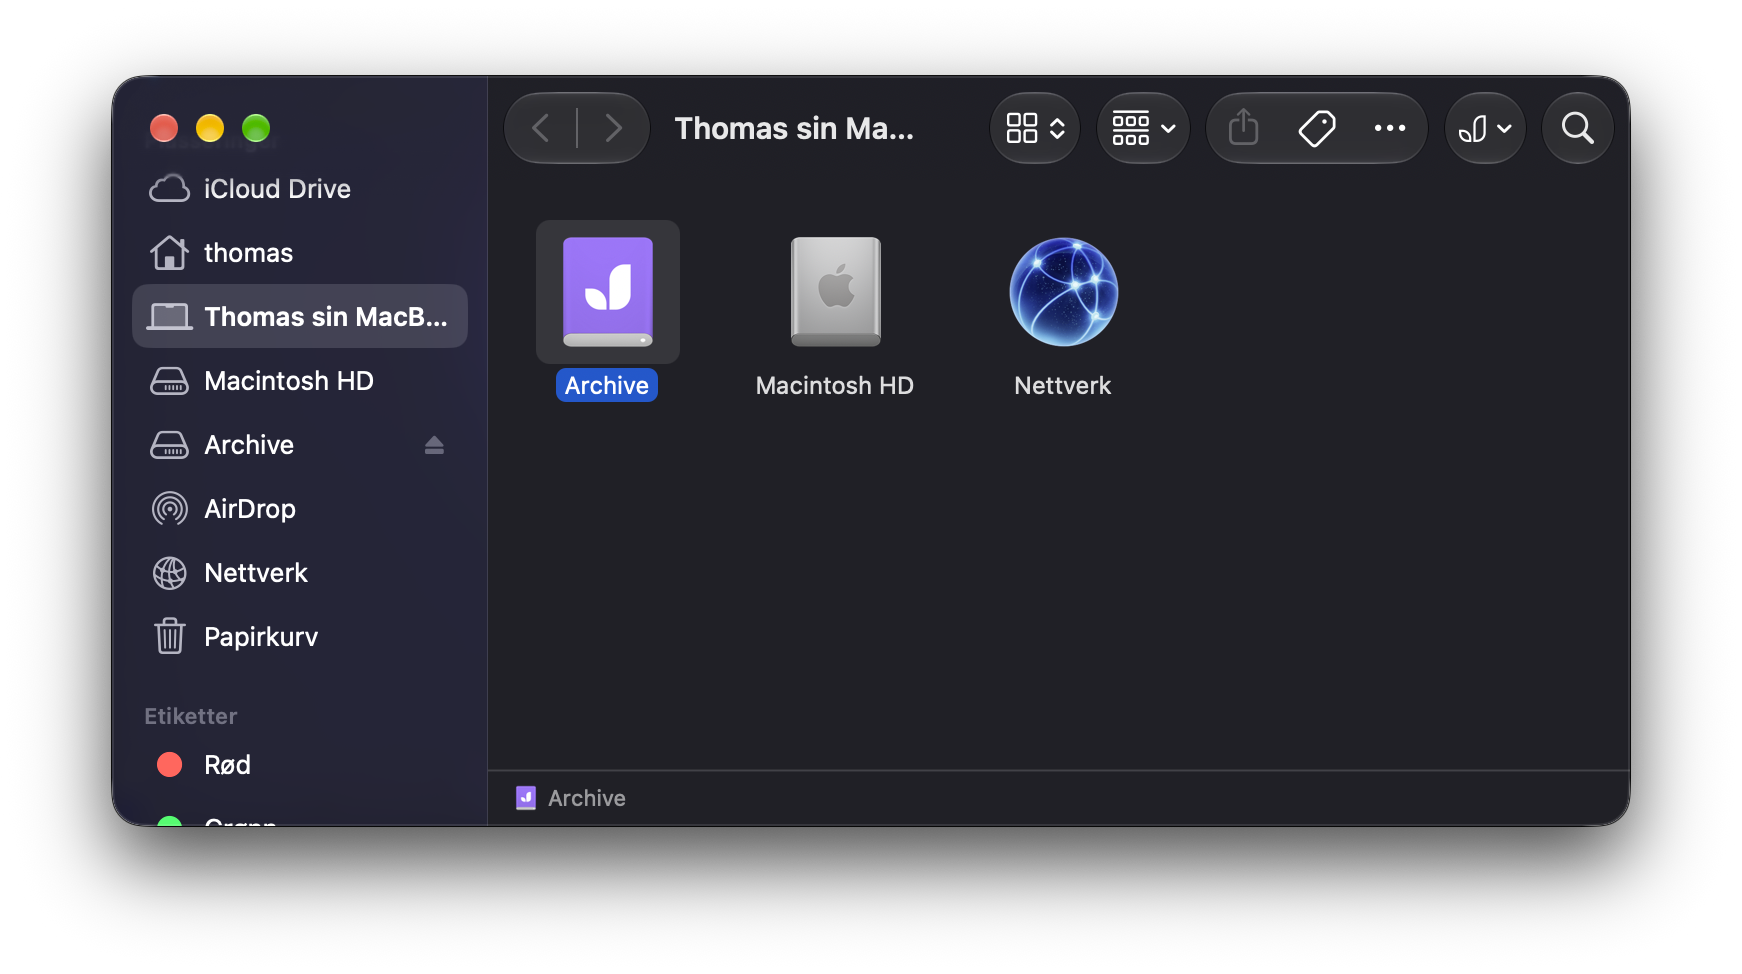 iCloud Drive
thomas
Thomas sin MacB...
Macintosh HD
Archive
AirDrop
Nettverk
Papirkurv
Etiketter
Rød
Thomas sin Ma...
Archive
Macintosh HD
Nettverk
Archive